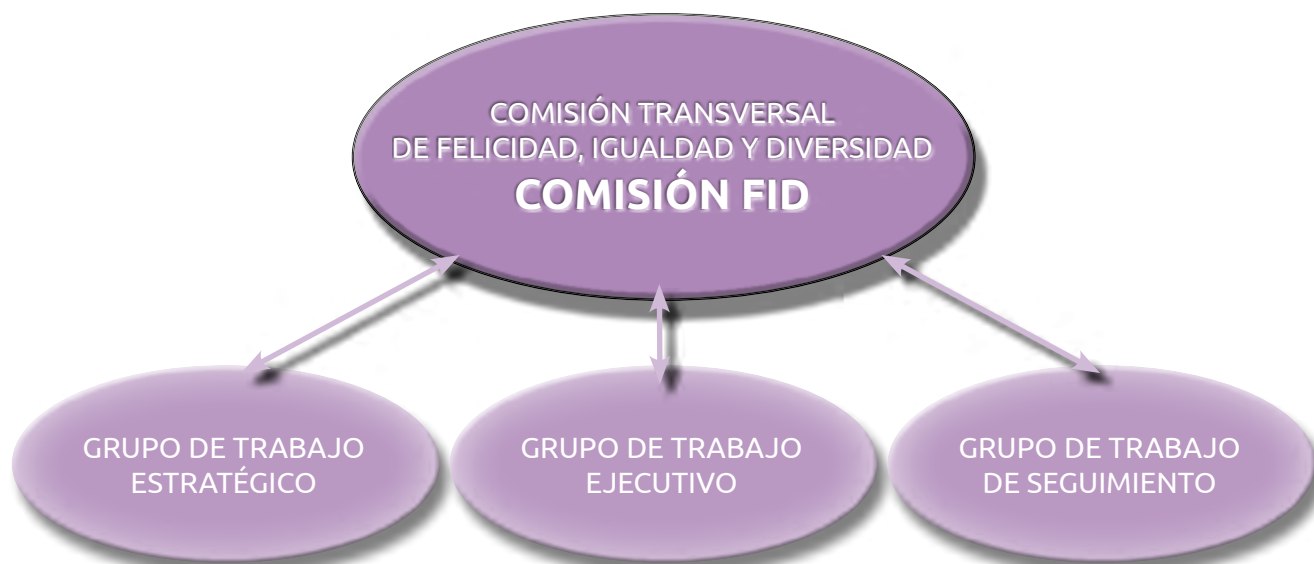 COMISIÓN TRANSVERSAL
DE FELICIDAD, IGUALDAD Y DIVERSIDAD
COMISIÓN FID
GRUPO DE TRABAJO
ESTRATÉGICO
GRUPO DE TRABAJO
EJECUTIVO
GRUPO DE TRABAJO
DE SEGUIMIENTO